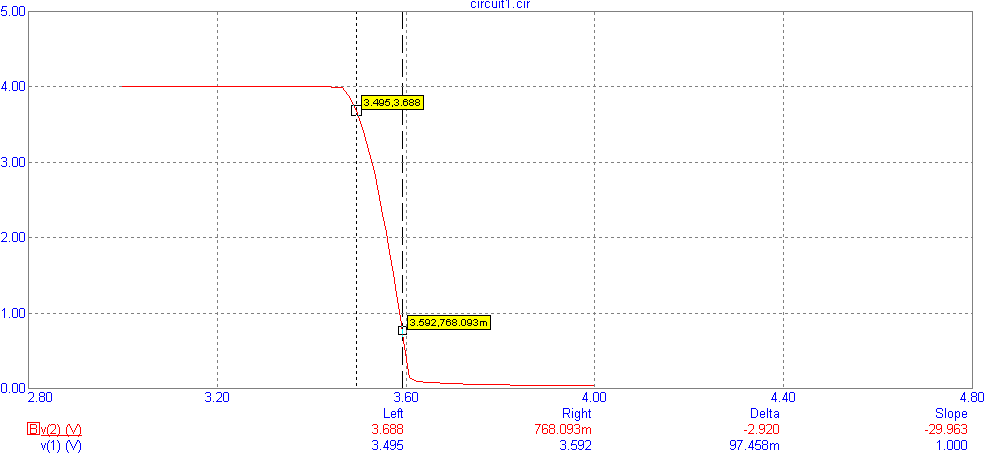 circuit1.cir
5.00
4.00
3.495,3.688
3.00
2.00
1.00
3.592,768.093m
0.00
2.80 3.20 3.60 4.00 4.40 4.80
Left Right Delta Slope
B v(2) (V) 3.688 768.093m -2.920 -29.963
v(1) (V) 3.495 3.592 97.458m 1.000